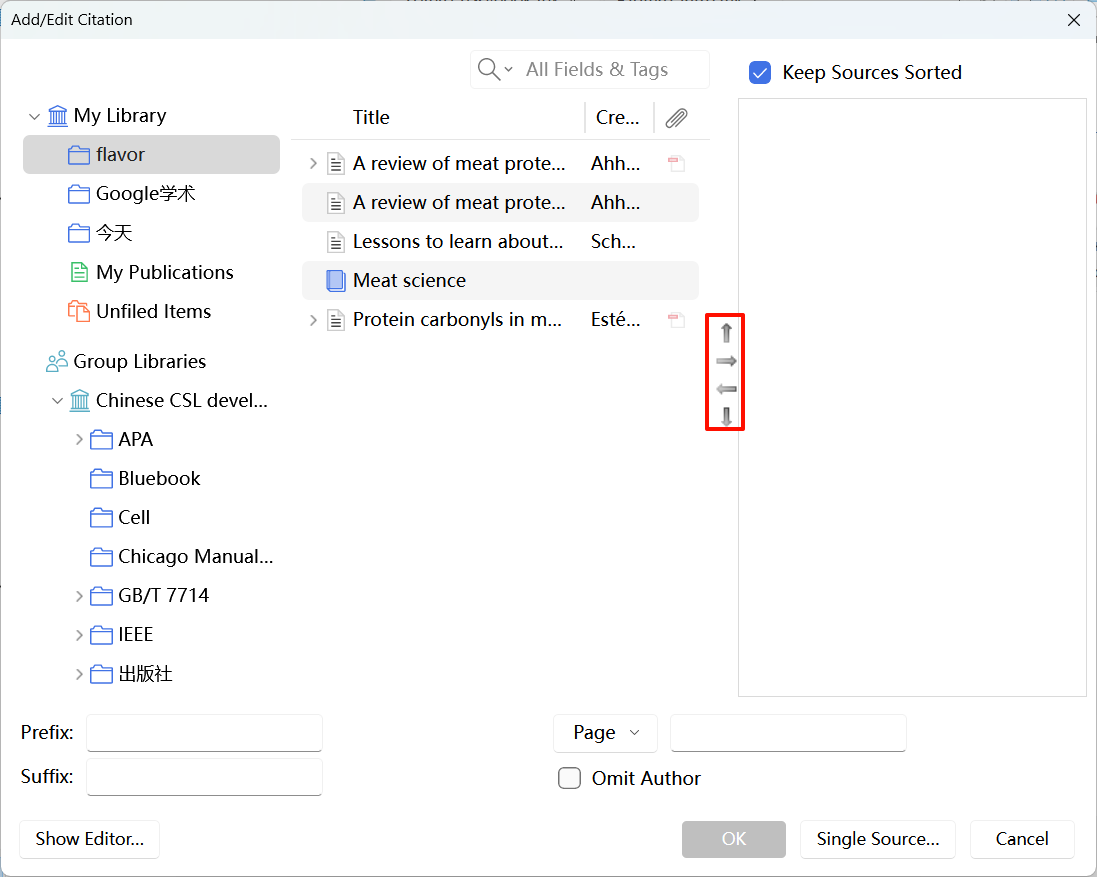 Add/Edit Citation
All Fields & Tags
Keep Sources Sorted
My Library
flavor
Google学术
今天
My Publications
Unfiled Items
Group Libraries
Chinese CSL devel...
APA
Bluebook
Cell
Chicago Manual...
GB/T 7714
IEEE
出版社
Title Cre...
A review of meat prote... Ahh...
A review of meat prote... Ahh...
Lessons to learn about... Sch...
Meat science
Protein carbonyls in m... Esté...
Prefix:
Suffix:
Page
Omit Author
Show Editor...
OK
Single Source...
Cancel